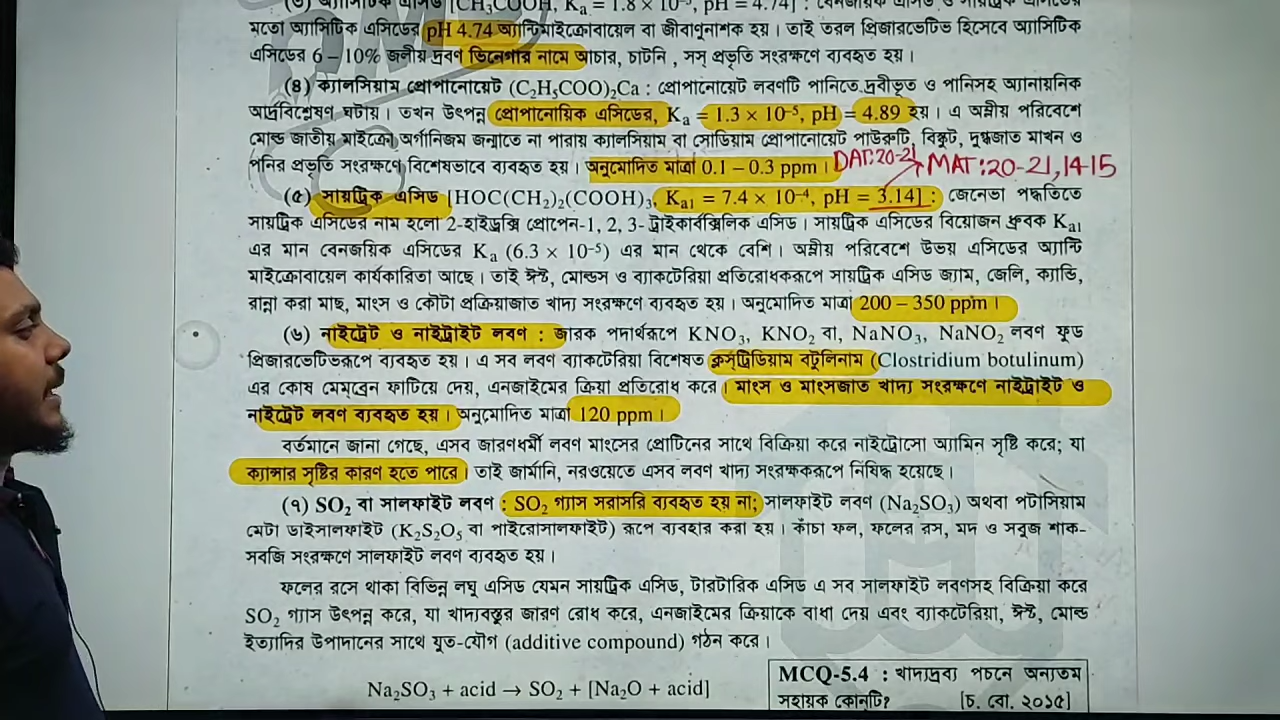 (৩) অ্যাসিটিক এসিড [CH₃COOH, Kₐ = 1.8 × 10⁻⁵, pH = 4.74] : বেনজয়িক এসিড ও সায়ট্রিক এসিডের
মতো অ্যাসিটিক এসিডের pH 4.74 অ্যান্টিমাইক্রোবায়েল বা জীবাণুনাশক হয়। তাই তরল প্রিজারভেটিভ হিসেবে অ্যাসিটিক
এসিডের 6 – 10% জলীয় দ্রবণ ভিনেগার নামে আচার, চাটনি , সস্ প্রভৃতি সংরক্ষণে ব্যবহৃত হয়।
(৪) ক্যালসিয়াম প্রোপানোয়েট (C₂H₅COO)₂Ca : প্রোপানোয়েট লবণটি পানিতে দ্রবীভূত ও পানিসহ অ্যানায়নিক
আর্দ্রবিশ্লেষণ ঘটায়। তখন উৎপন্ন প্রোপানোয়িক এসিডের, Kₐ = 1.3 × 10⁻⁵, pH = 4.89 হয়। এ অম্লীয় পরিবেশে
মোল্ড জাতীয় মাইক্রো অর্গানিজম জন্মাতে না পারায় ক্যালসিয়াম বা সোডিয়াম প্রোপানোয়েট পাউরুটি, বিস্কুট, দুগ্ধজাত মাখন ও
পনির প্রভৃতি সংরক্ষণে বিশেষভাবে ব্যবহৃত হয়। অনুমোদিত মাত্রা 0.1 – 0.3 ppm। DAT:20-21 MAT:20-21,14-15
(৫) সায়ট্রিক এসিড [HOC(CH₂)₂(COOH)₃, Kₐ₁ = 7.4 × 10⁻⁴, pH = 3.14] : জেনেভা পদ্ধতিতে
সায়ট্রিক এসিডের নাম হলো 2-হাইড্রক্সি প্রোপেন-1, 2, 3- ট্রাইকার্বক্সিলিক এসিড। সায়ট্রিক এসিডের বিয়োজন ধ্রুবক Kₐ₁
এর মান বেনজয়িক এসিডের Kₐ (6.3 × 10⁻⁵) এর মান থেকে বেশি। অম্লীয় পরিবেশে উভয় এসিডের অ্যান্টি
মাইক্রোবায়েল কার্যকারিতা আছে। তাই ঈস্ট, মোল্ডস ও ব্যাকটেরিয়া প্রতিরোধকরূপে সায়ট্রিক এসিড জ্যাম, জেলি, ক্যান্ডি,
রান্না করা মাছ, মাংস ও কৌটা প্রক্রিয়াজাত খাদ্য সংরক্ষণে ব্যবহৃত হয়। অনুমোদিত মাত্রা 200 – 350 ppm।
(৬) নাইট্রেট ও নাইট্রাইট লবণ : জারক পদার্থরূপে KNO₃, KNO₂ বা, NaNO₃, NaNO₂ লবণ ফুড
প্রিজারভেটিভরূপে ব্যবহৃত হয়। এ সব লবণ ব্যাকটেরিয়া বিশেষত ক্লস্ট্রিডিয়াম বটুলিনাম (Clostridium botulinum)
এর কোষ মেমব্রেন ফাটিয়ে দেয়, এনজাইমের ক্রিয়া প্রতিরোধ করে। মাংস ও মাংসজাত খাদ্য সংরক্ষণে নাইট্রাইট ও
নাইট্রেট লবণ ব্যবহৃত হয়। অনুমোদিত মাত্রা 120 ppm।
বর্তমানে জানা গেছে, এসব জারণধর্মী লবণ মাংসের প্রোটিনের সাথে বিক্রিয়া করে নাইট্রোসো অ্যামিন সৃষ্টি করে; যা
ক্যান্সার সৃষ্টির কারণ হতে পারে। তাই জার্মানি, নরওয়েতে এসব লবণ খাদ্য সংরক্ষকরূপে নিষিদ্ধ হয়েছে।
(৭) SO₂ বা সালফাইট লবণ : SO₂ গ্যাস সরাসরি ব্যবহৃত হয় না; সালফাইট লবণ (Na₂SO₃) অথবা পটাসিয়াম
মেটা ডাইসালফাইট (K₂S₂O₅ বা পাইরোসালফাইট) রূপে ব্যবহার করা হয়। কাঁচা ফল, ফলের রস, মদ ও সবুজ শাক-
সবজি সংরক্ষণে সালফাইট লবণ ব্যবহৃত হয়।
ফলের রসে থাকা বিভিন্ন লঘু এসিড যেমন সায়ট্রিক এসিড, টারটারিক এসিড এ সব সালফাইট লবণসহ বিক্রিয়া করে
SO₂ গ্যাস উৎপন্ন করে, যা খাদ্যবস্তুর জারণ রোধ করে, এনজাইমের ক্রিয়াকে বাধা দেয় এবং ব্যাকটেরিয়া, ঈস্ট, মোল্ড
ইত্যাদির উপাদানের সাথে যুত-যৌগ (additive compound) গঠন করে।
Na₂SO₃ + acid → SO₂ + [Na₂O + acid]
MCQ-5.4 : খাদ্যদ্রব্য পচনে অন্যতম
সহায়ক কোনটি? [চ. বো. ২০১৫]